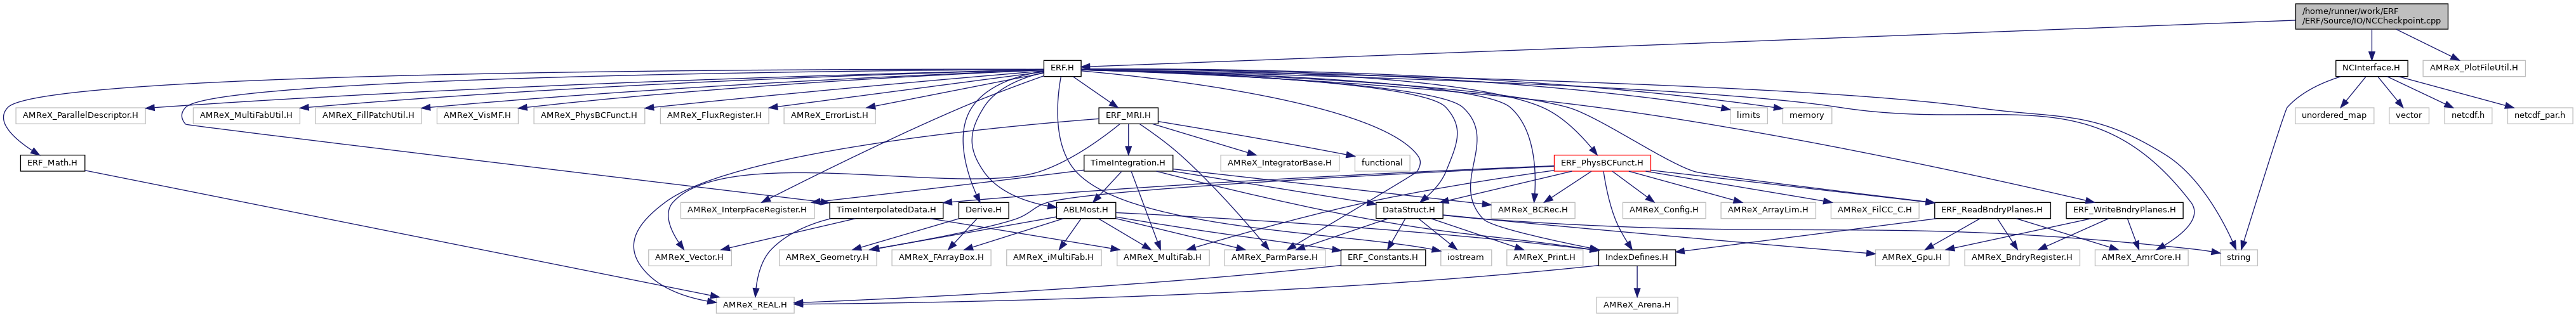 /home/runner/work/ERF
/ERF/Source/IO/NCCheckpoint.cpp
ERF.H
NCInterface.H
AMReX_PlotFileUtil.H
AMReX_ParallelDescriptor.H
AMReX_MultiFabUtil.H
AMReX_FillPatchUtil.H
AMReX_VisMF.H
AMReX_PhysBCFunct.H
AMReX_FluxRegister.H
AMReX_ErrorList.H
ERF_MRI.H
limits
memory
unordered_map
vector
netcdf.h
netcdf_par.h
ERF_Math.H
TimeIntegration.H
AMReX_IntegratorBase.H
functional
ERF_PhysBCFunct.H
AMReX_InterpFaceRegister.H
TimeInterpolatedData.H
Derive.H
ABLMost.H
DataStruct.H
AMReX_BCRec.H
AMReX_Config.H
AMReX_ArrayLim.H
AMReX_FilCC_C.H
ERF_ReadBndryPlanes.H
ERF_WriteBndryPlanes.H
AMReX_Vector.H
AMReX_Geometry.H
AMReX_FArrayBox.H
AMReX_iMultiFab.H
AMReX_MultiFab.H
AMReX_ParmParse.H
ERF_Constants.H
iostream
AMReX_Print.H
IndexDefines.H
AMReX_Gpu.H
AMReX_BndryRegister.H
AMReX_AmrCore.H
string
AMReX_REAL.H
AMReX_Arena.H